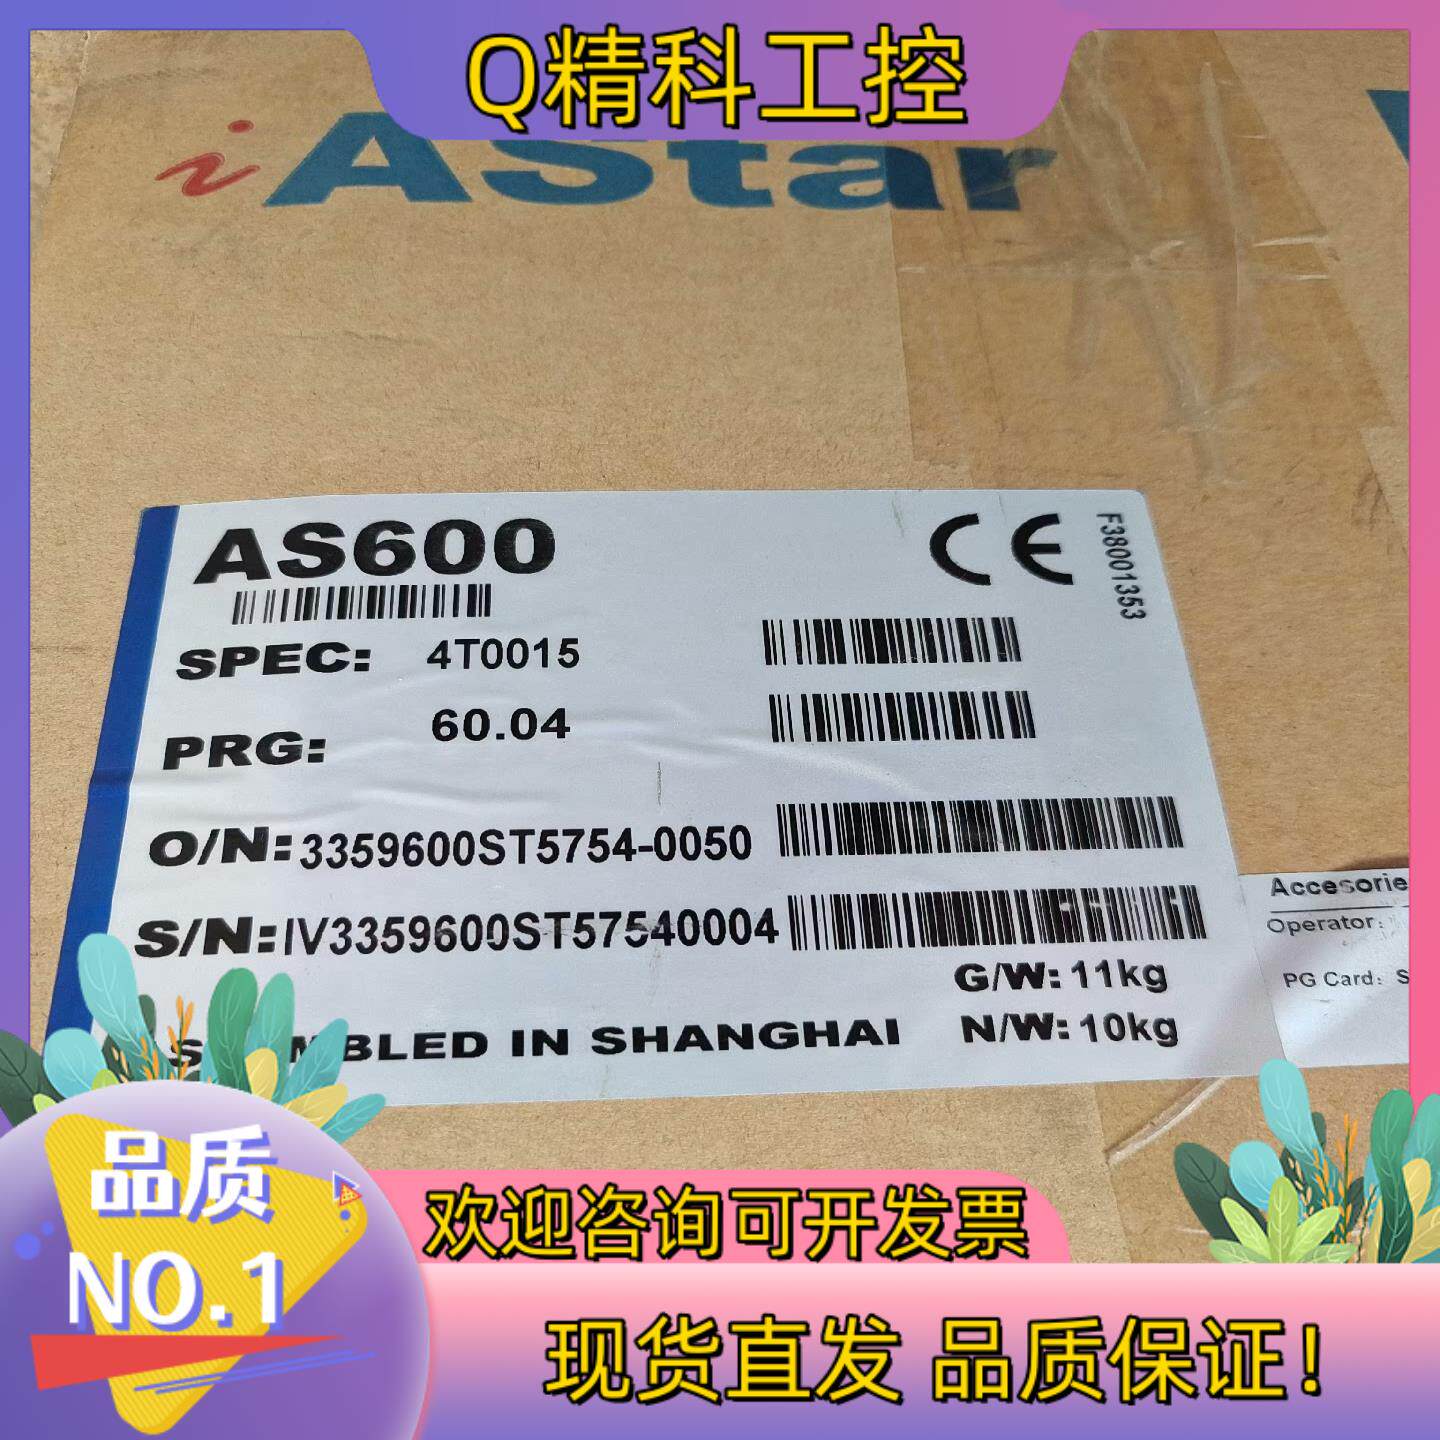 Q精科工控
iAStar
AS600
CE
F38001353
SPEC: 4T0015
PRG: 60.04
O/N:3359600ST5754-0050
S/N:IV3359600ST57540004
G/W: 11kg
N/W: 10kg
IN SHANGHAI
Accesorie
Operator:
PG Card: S
品质
NO.1
欢迎咨询可开发票
现货直发 品质保证!